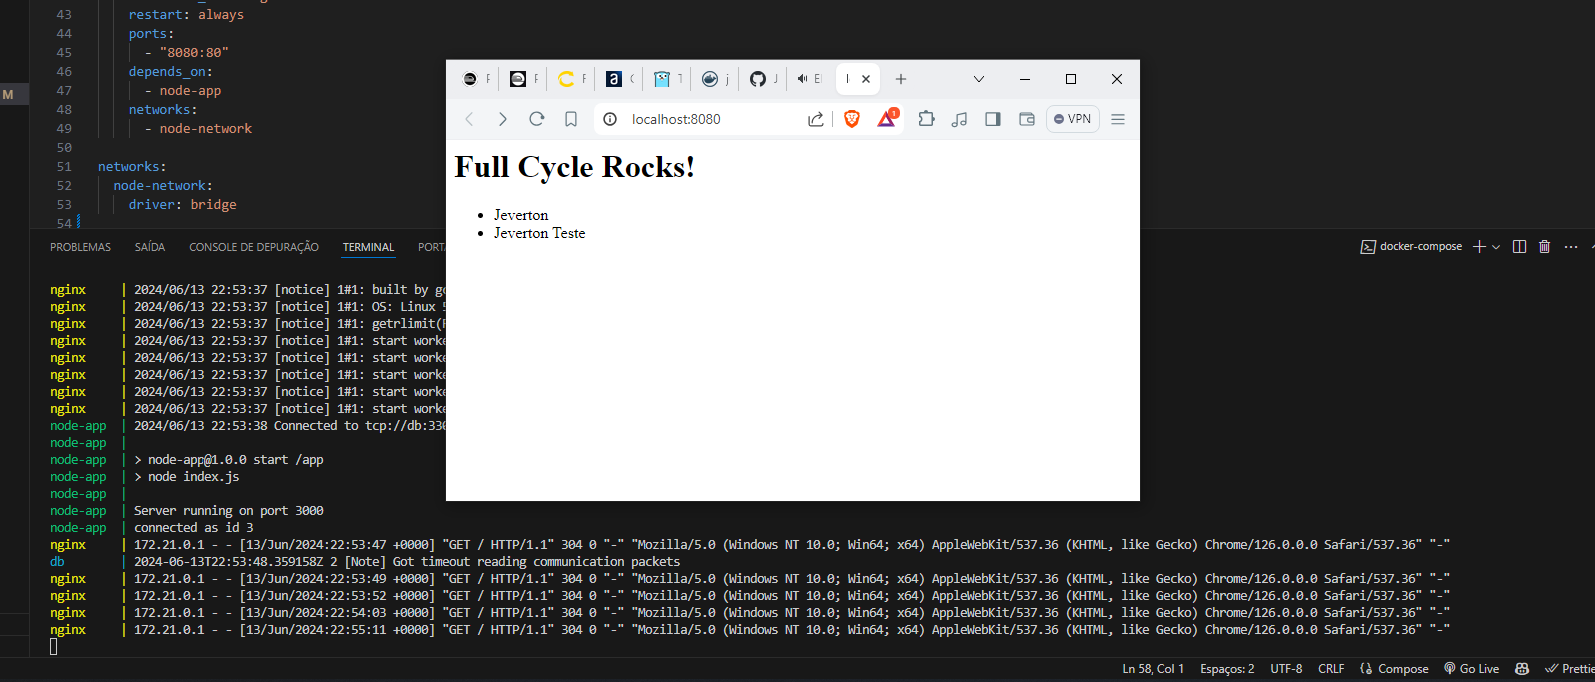 43 restart: always
44 ports:
45 - "8080:80"
46 depends_on:
47 - node-app
48 networks:
49 - node-network
50
51 networks:
52 node-network:
53 driver: bridge
54
M
localhost:8080
1
VPN
Full Cycle Rocks!
• Jeverton
• Jeverton Teste
PROBLEMAS SAÍDA CONSOLE DE DEPURAÇÃO TERMINAL
docker-compose
nginx | 2024/06/13 22:53:37 [notice] 1#1: built by
nginx | 2024/06/13 22:53:37 [notice] 1#1: OS: Linux
nginx | 2024/06/13 22:53:37 [notice] 1#1: getrlimit(
nginx | 2024/06/13 22:53:37 [notice] 1#1: start
nginx | 2024/06/13 22:53:37 [notice] 1#1: start
nginx | 2024/06/13 22:53:37 [notice] 1#1: start
nginx | 2024/06/13 22:53:37 [notice] 1#1: start
nginx | 2024/06/13 22:53:37 [notice] 1#1: start
node-app | 2024/06/13 22:53:38 Connected to tcp://db:330
node-app |
node-app | > node-app@1.0.0 start /app
node-app | > node index.js
node-app |
node-app | Server running on port 3000
node-app | connected as id 3
nginx | 172.21.0.1 - - [13/Jun/2024:22:53:47 +0000] "GET / HTTP/1.1" 304 0 "-" "Mozilla/5.0 (Windows NT 10.0; Win64; x64) AppleWebKit/537.36 (KHTML, like Gecko) Chrome/126.0.0.0 Safari/537.36" "-"
db | 2024-06-13T22:53:48.359158Z 2 [Note] Got timeout reading communication packets
nginx | 172.21.0.1 - - [13/Jun/2024:22:53:49 +0000] "GET / HTTP/1.1" 304 0 "-" "Mozilla/5.0 (Windows NT 10.0; Win64; x64) AppleWebKit/537.36 (KHTML, like Gecko) Chrome/126.0.0.0 Safari/537.36" "-"
nginx | 172.21.0.1 - - [13/Jun/2024:22:53:52 +0000] "GET / HTTP/1.1" 304 0 "-" "Mozilla/5.0 (Windows NT 10.0; Win64; x64) AppleWebKit/537.36 (KHTML, like Gecko) Chrome/126.0.0.0 Safari/537.36" "-"
nginx | 172.21.0.1 - - [13/Jun/2024:22:54:03 +0000] "GET / HTTP/1.1" 304 0 "-" "Mozilla/5.0 (Windows NT 10.0; Win64; x64) AppleWebKit/537.36 (KHTML, like Gecko) Chrome/126.0.0.0 Safari/537.36" "-"
nginx | 172.21.0.1 - - [13/Jun/2024:22:55:11 +0000] "GET / HTTP/1.1" 304 0 "-" "Mozilla/5.0 (Windows NT 10.0; Win64; x64) AppleWebKit/537.36 (KHTML, like Gecko) Chrome/126.0.0.0 Safari/537.36" "-"
Ln 58, Col 1 Espaços: 2 UTF-8 CRLF Compose Go Live Prettie